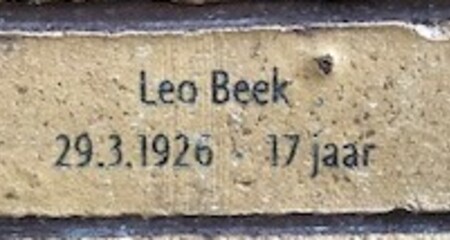 Leo Beek
29.3.1926 · 17 jaar